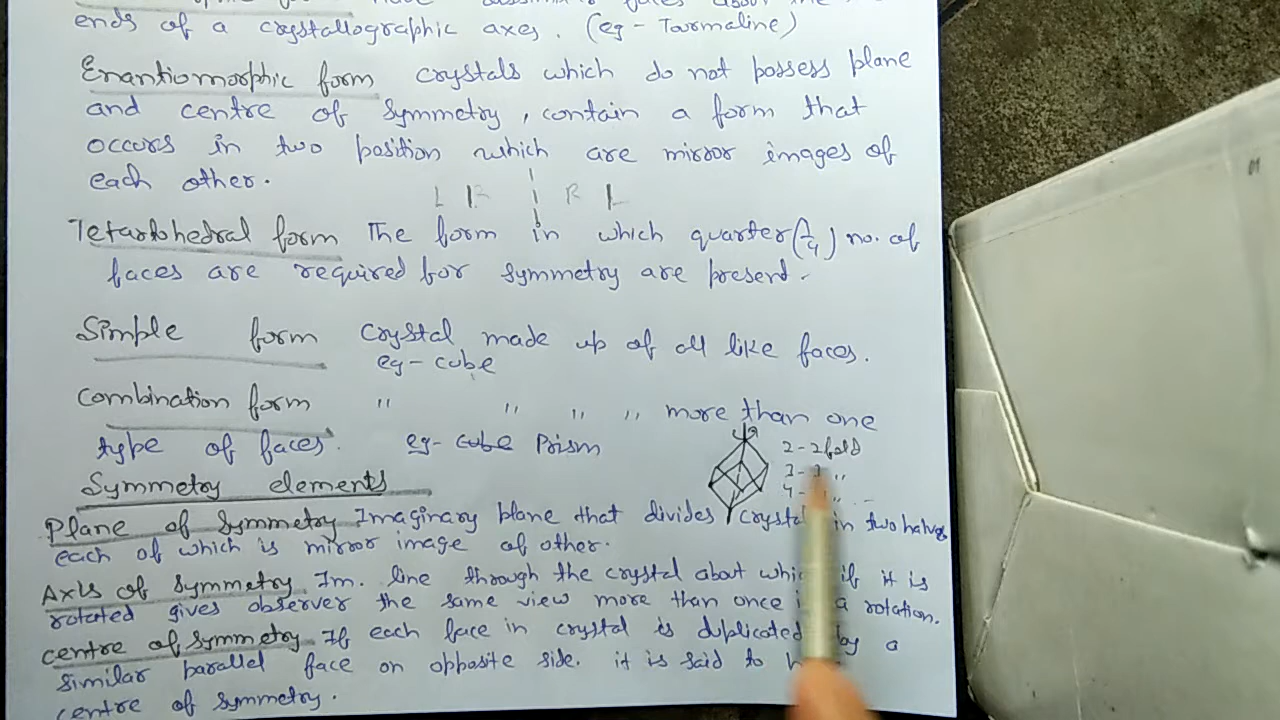 ends of a crystallographic axes. (eg - Tourmaline)
Enantiomorphic form crystals which do not possess plane
and centre of symmetry, contain a form that
occurs in two position which are mirror images of
each other.
L R R L
Tetartohedral form The form in which quarter (1/4) no. of
faces are required for symmetry are present.
Simple form crystal made up of all like faces.
eg - cube
Combination form " " " " more than one
type of faces. eg - cube Prism
2 - 2 fold
3 - 3 "
4 - "
Symmetry elements
Plane of Symmetry Imaginary plane that divides crystal in two halves
each of which is mirror image of other.
Axis of Symmetry Im. line through the crystal about which if it is
rotated gives observer the same view more than once a rotation.
centre of symmetry If each face in crystal is duplicated by a
similar parallel face on opposite side. it is said to
centre of symmetry.